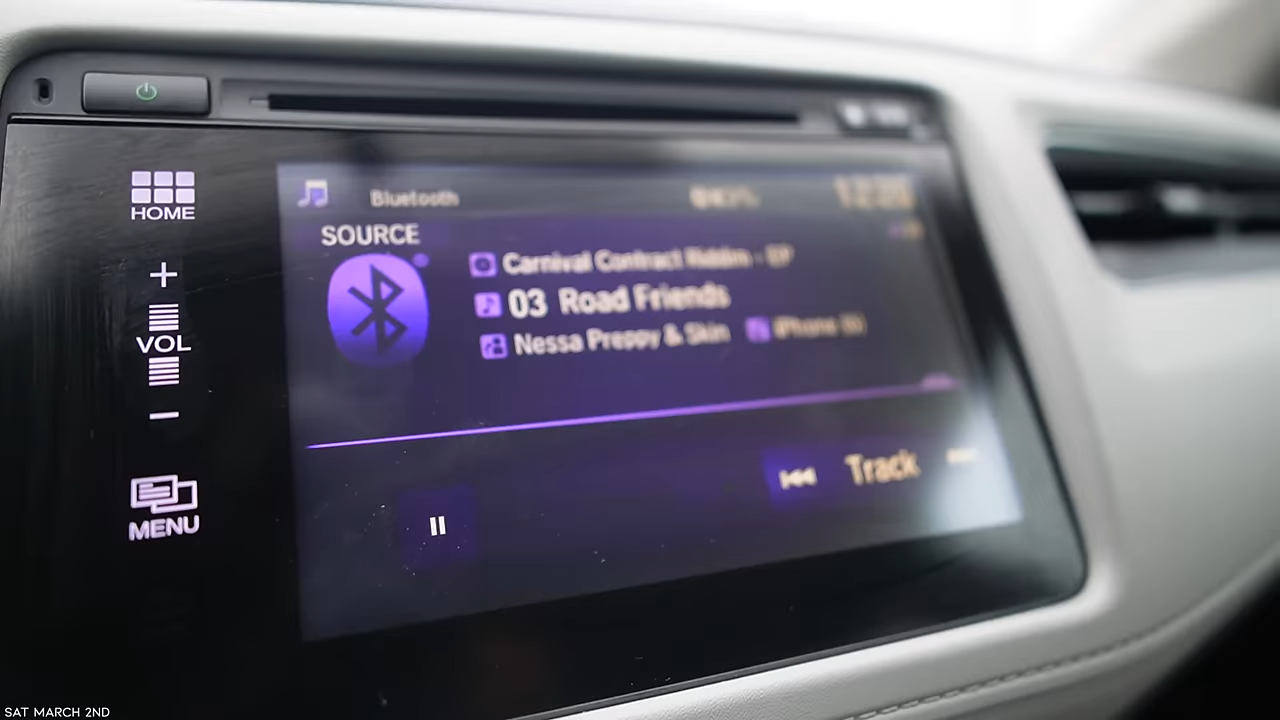 Bluetooth
HOME
SOURCE
+
Carnival Contract Riddim - EP
03 Road Friends
VOL
Nessa Preppy & Skin
iPhone
−
Track
MENU
SAT MARCH 2ND